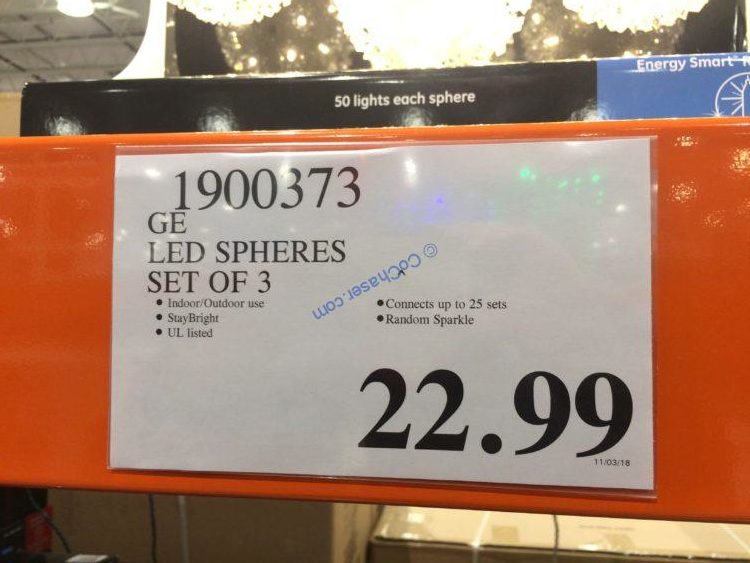 Energy Smart
50 lights each sphere
1900373
GE
LED SPHERES
SET OF 3
• Indoor/Outdoor use
• StayBright
• UL listed
• Connects up to 25 sets
• Random Sparkle
© CoChaser.com
22.99
11/03/18